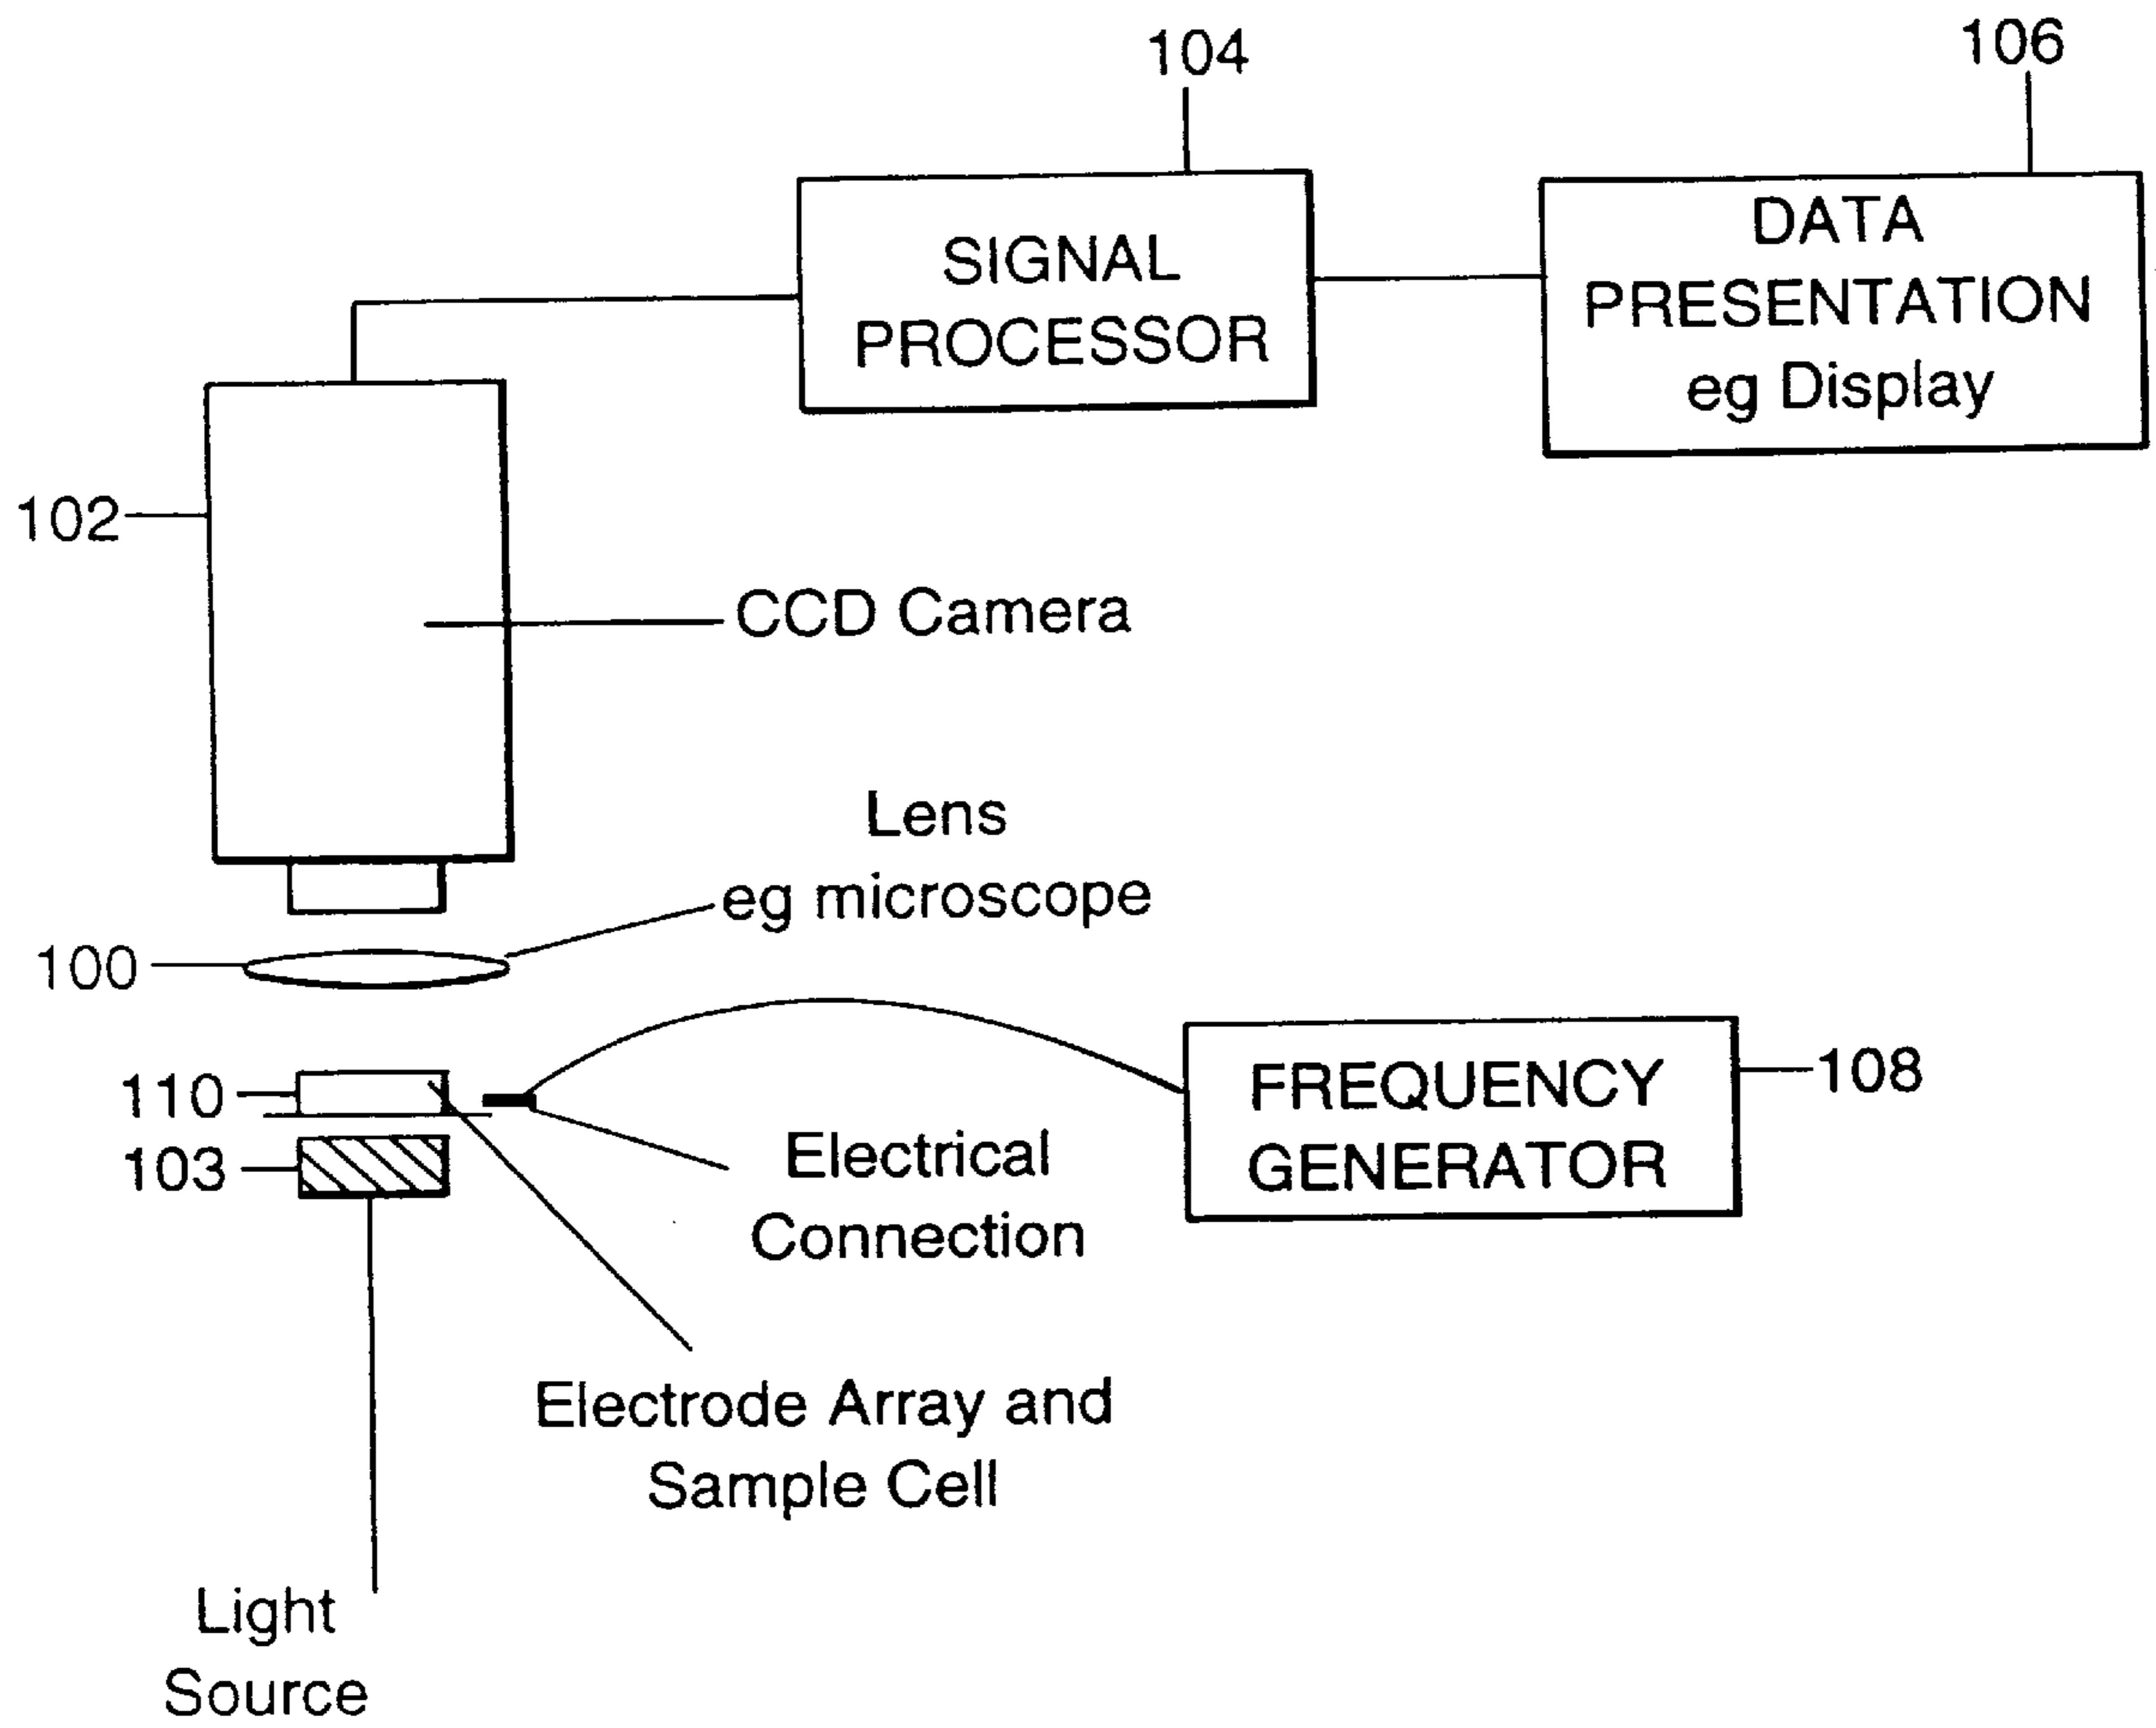 104
106
SIGNAL
PROCESSOR
DATA
PRESENTATION
eg Display
102
CCD Camera
Lens
eg microscope
100
110
103
FREQUENCY
GENERATOR
108
Electrical
Connection
Electrode Array and
Sample Cell
Light
Source